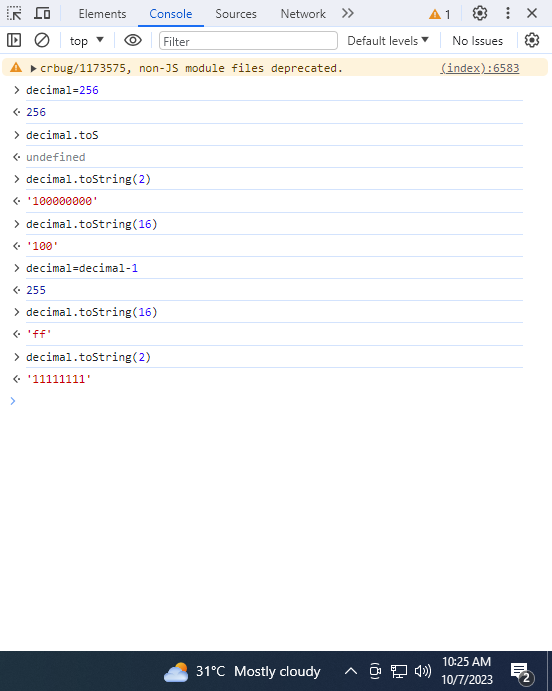 Elements Console Sources Network 1
top Filter Default levels No Issues
crbug/1173575, non-JS module files deprecated. (index):6583
decimal=256
256
decimal.toS
undefined
decimal.toString(2)
'100000000'
decimal.toString(16)
'100'
decimal=decimal-1
255
decimal.toString(16)
'ff'
decimal.toString(2)
'11111111'
31°C Mostly cloudy
10:25 AM
10/7/2023
2